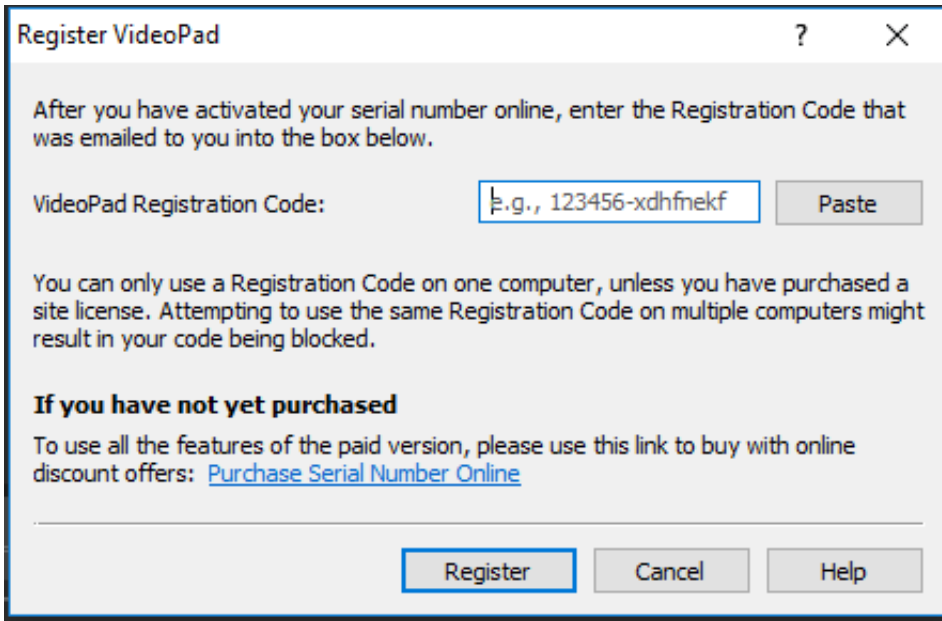 Register VideoPad ? X
After you have activated your serial number online, enter the Registration Code that
was emailed to you into the box below.
VideoPad Registration Code: e.g., 123456-xdhfnekf Paste
You can only use a Registration Code on one computer, unless you have purchased a
site license. Attempting to use the same Registration Code on multiple computers might
result in your code being blocked.
If you have not yet purchased
To use all the features of the paid version, please use this link to buy with online
discount offers: Purchase Serial Number Online
Register Cancel Help